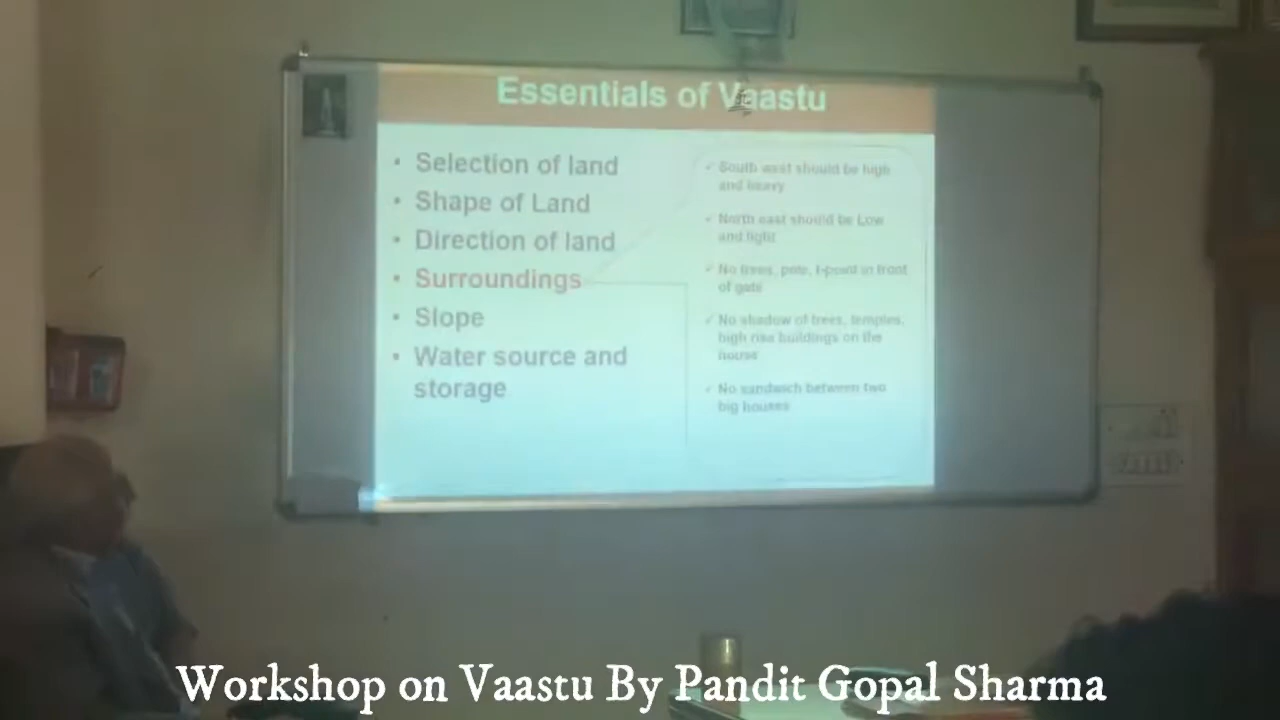 Essentials of Vaastu
• Selection of land
• Shape of Land
• Direction of land
• Surroundings
• Slope
• Water source and
storage
✓ South east should be high
and heavy
✓ North east should be Low
and light
✓ No trees, pole, t-point in front
of gate
✓ No shadow of trees, temples,
high rise buildings on the
house
✓ No sandwich between two
big houses
Workshop on Vaastu By Pandit Gopal Sharma